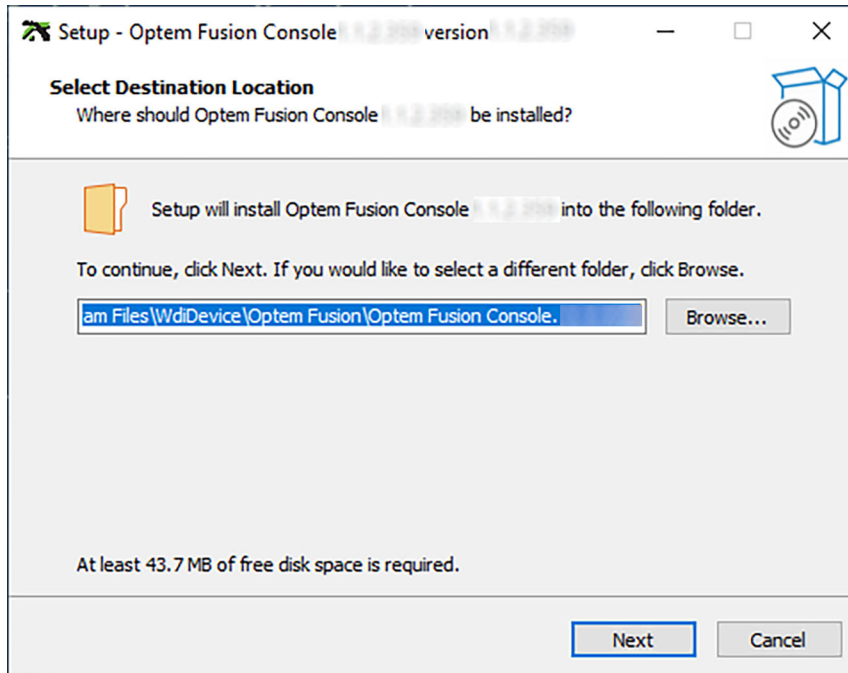 Setup - Optem Fusion Console version
Select Destination Location
Where should Optem Fusion Console be installed?
Setup will install Optem Fusion Console into the following folder.
To continue, click Next. If you would like to select a different folder, click Browse.
am Files\WdiDevice\Optem Fusion\Optem Fusion Console.
Browse...
At least 43.7 MB of free disk space is required.
Next
Cancel